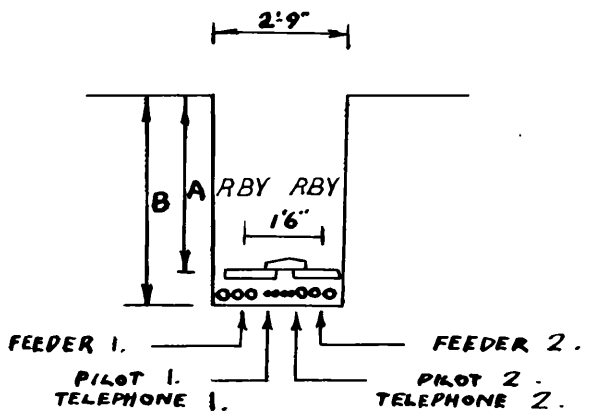 2'-9"
B
A
RBY RBY
1'6"
FEEDER 1.
FEEDER 2.
PILOT 1.
PILOT 2.
TELEPHONE 1.
TELEPHONE 2.